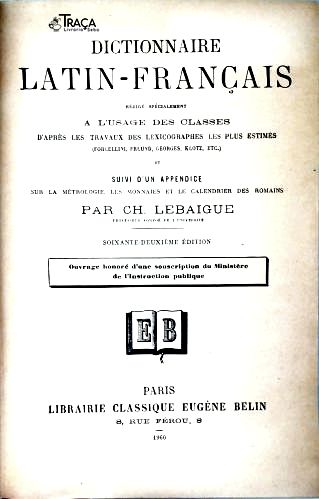 TRAÇA
Livraria e Sebo
DICTIONNAIRE
LATIN-FRANÇAIS
RÉDIGÉ SPÉCIALEMENT
A L'USAGE DES CLASSES
D'APRÈS LES TRAVAUX DES LEXICOGRAPHES LES PLUS ESTIMÉS
(FORCELLINI, FREUND, GEORGES, KLOTZ, ETC.)
ET
SUIVI D'UN APPENDICE
SUR LA MÉTROLOGIE, LES MONNAIES ET LE CALENDRIER DES ROMAINS
PAR CH. LEBAIGUE
SOIXANTE-DEUXIÈME ÉDITION
Ouvrage honoré d'une souscription du Ministère
de l'Instruction publique
EB
PARIS
LIBRAIRIE CLASSIQUE EUGÈNE BELIN
8, RUE FÉROU, 8
1960